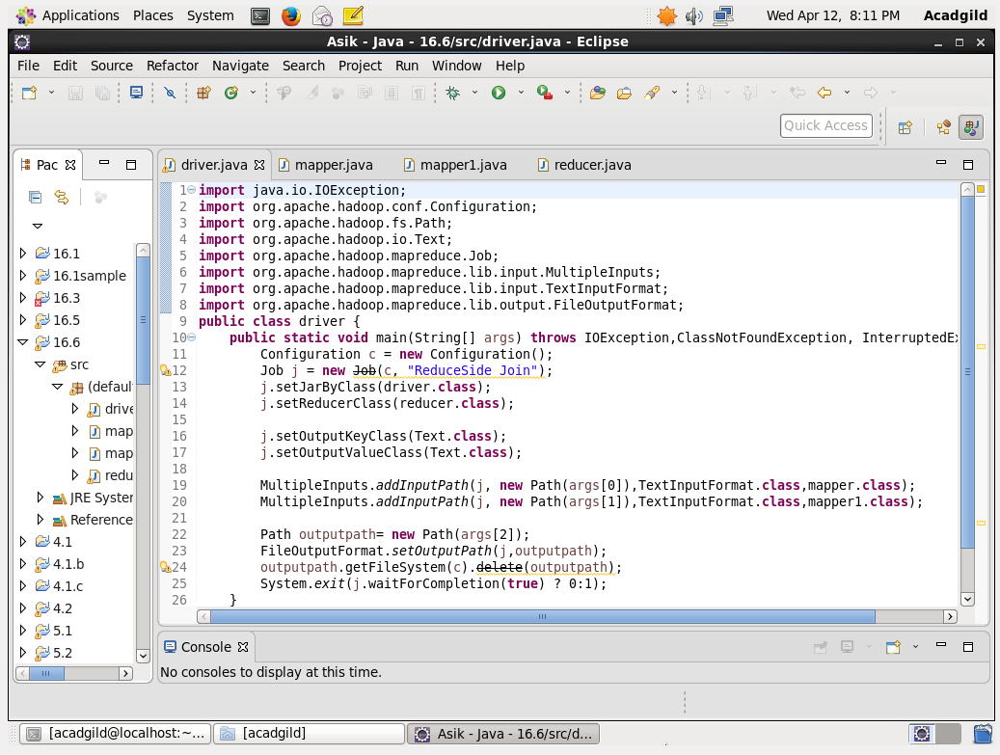 Applications Places System Wed Apr 12, 8:11 PM Acadgild
Asik - Java - 16.6/src/driver.java - Eclipse
File Edit Source Refactor Navigate Search Project Run Window Help
Quick Access
Pac
16.1
16.1sample
16.3
16.5
16.6
src
(defaul
drive
map
map
redu
JRE Syster
Reference
4.1
4.1.b
4.1.c
4.2
5.1
5.2
driver.java mapper.java mapper1.java reducer.java
1 import java.io.IOException;
2 import org.apache.hadoop.conf.Configuration;
3 import org.apache.hadoop.fs.Path;
4 import org.apache.hadoop.io.Text;
5 import org.apache.hadoop.mapreduce.Job;
6 import org.apache.hadoop.mapreduce.lib.input.MultipleInputs;
7 import org.apache.hadoop.mapreduce.lib.input.TextInputFormat;
8 import org.apache.hadoop.mapreduce.lib.output.FileOutputFormat;
9 public class driver {
10 public static void main(String[] args) throws IOException,ClassNotFoundException, InterruptedEx
11 Configuration c = new Configuration();
12 Job j = new Job(c, "ReduceSide Join");
13 j.setJarByClass(driver.class);
14 j.setReducerClass(reducer.class);
15
16 j.setOutputKeyClass(Text.class);
17 j.setOutputValueClass(Text.class);
18
19 MultipleInputs.addInputPath(j, new Path(args[0]),TextInputFormat.class,mapper.class);
20 MultipleInputs.addInputPath(j, new Path(args[1]),TextInputFormat.class,mapper1.class);
21
22 Path outputpath= new Path(args[2]);
23 FileOutputFormat.setOutputPath(j,outputpath);
24 outputpath.getFileSystem(c).delete(outputpath);
25 System.exit(j.waitForCompletion(true) ? 0:1);
26 }
Console
No consoles to display at this time.
[acadgild@localhost:~... [acadgild] Asik - Java - 16.6/src/d...